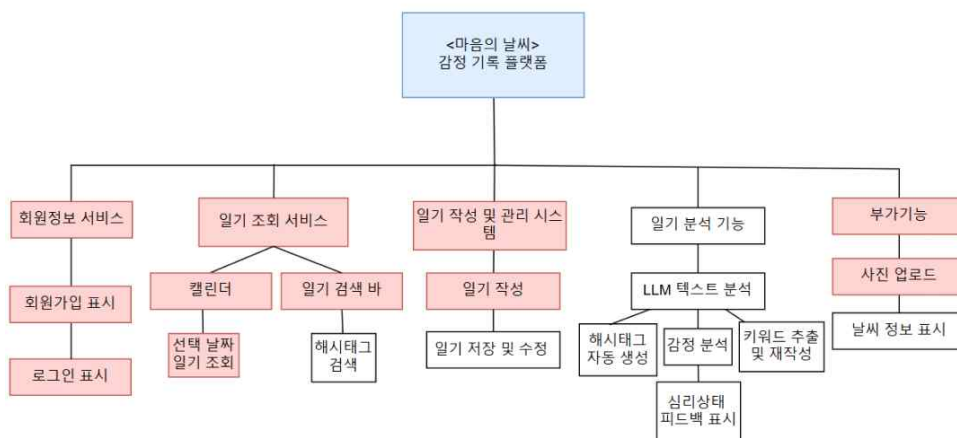 <마음의 날씨>
감정 기록 플랫폼
회원정보 서비스
일기 조회 서비스
일기 작성 및 관리 시스
템
일기 분석 기능
부가기능
회원가입 표시
캘린더
일기 검색 바
일기 작성
LLM 텍스트 분석
사진 업로드
로그인 표시
선택 날짜
일기 조회
해시태그
검색
일기 저장 및 수정
해시태그
자동 생성
감정 분석
키워드 추출
및 재작성
날씨 정보 표시
심리상태
피드백 표시